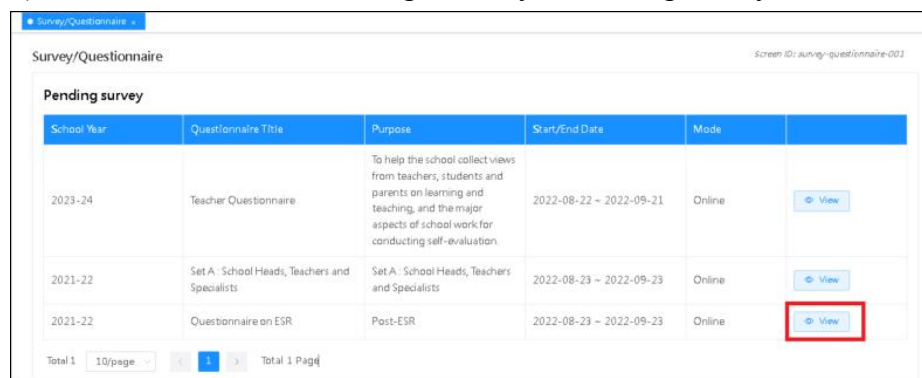 Survey/Questionnaire
Survey/Questionnaire
Screen ID: survey-questionnaire-001
Pending survey
School Year Questionnaire Title Purpose Start/End Date Mode
2023-24 Teacher Questionnaire To help the school collect views from teachers, students and parents on learning and teaching, and the major aspects of school work for conducting self-evaluation. 2022-08-22 ~ 2022-09-21 Online View
2021-22 Set A : School Heads, Teachers and Specialists Set A : School Heads, Teachers and Specialists 2022-08-23 ~ 2022-09-23 Online View
2021-22 Questionnaire on ESR Post-ESR 2022-08-23 ~ 2022-09-23 Online View
Total 1 10/page < 1 > Total 1 Page